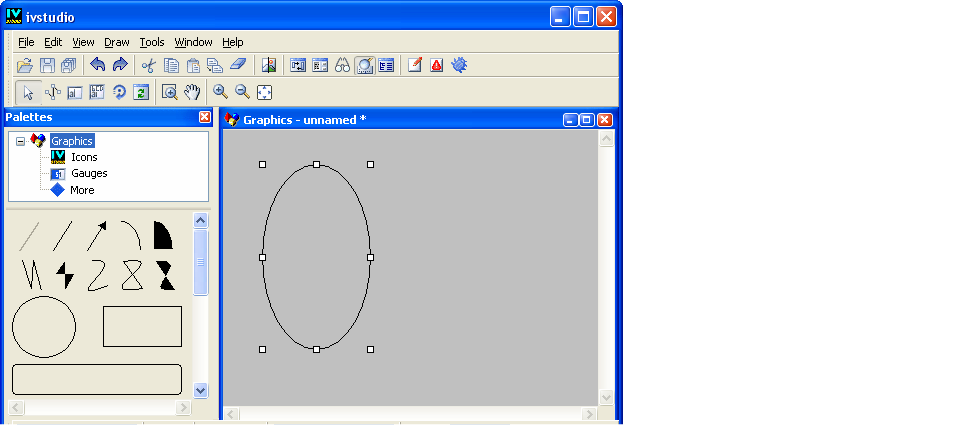 ivstudio
File Edit View Draw Tools Window Help
Palettes
Graphics - unnamed *
Graphics
Icons
Gauges
More